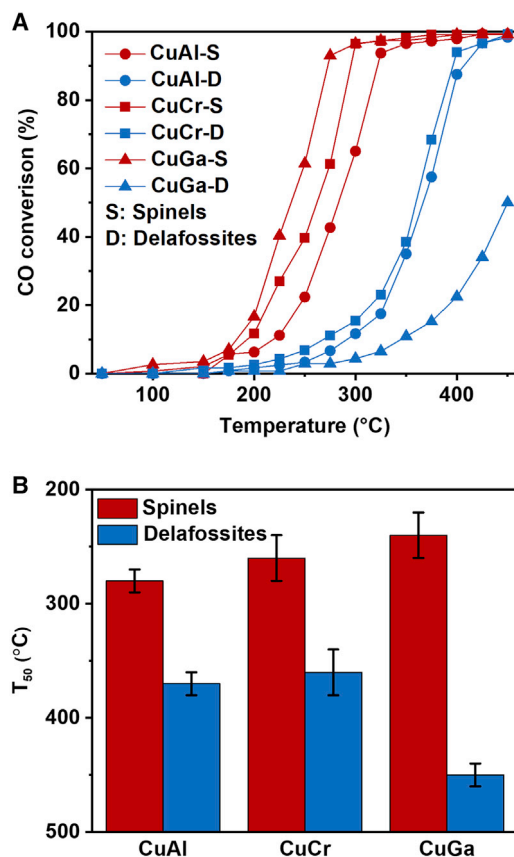 A
100
80
60
40
20
0
CO converison (%)
CuAl-S
CuAl-D
CuCr-S
CuCr-D
CuGa-S
CuGa-D
S: Spinels
D: Delafossites
100 200 300 400
Temperature (°C)
B
200
300
400
500
T₅₀ (°C)
Spinels
Delafossites
CuAl CuCr CuGa